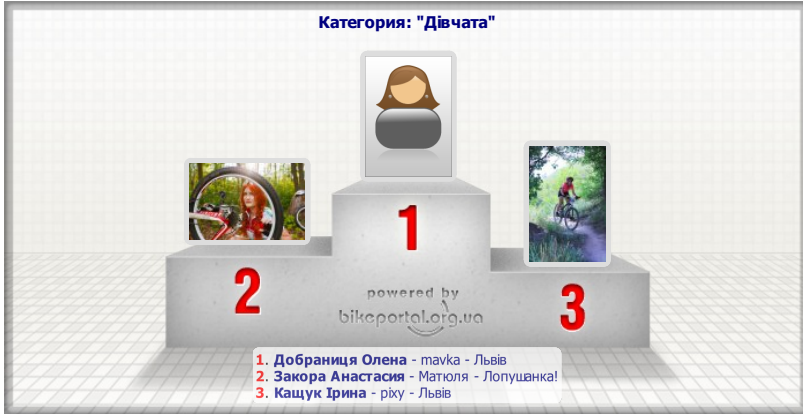 Категория: "Дівчата"
1
2
3
powered by
bikeportal.org.ua
1. Добраниця Олена - mavka - Львів
2. Закора Анастасия - Матюля - Лопушанка!
3. Кащук Ірина - pixy - Львів